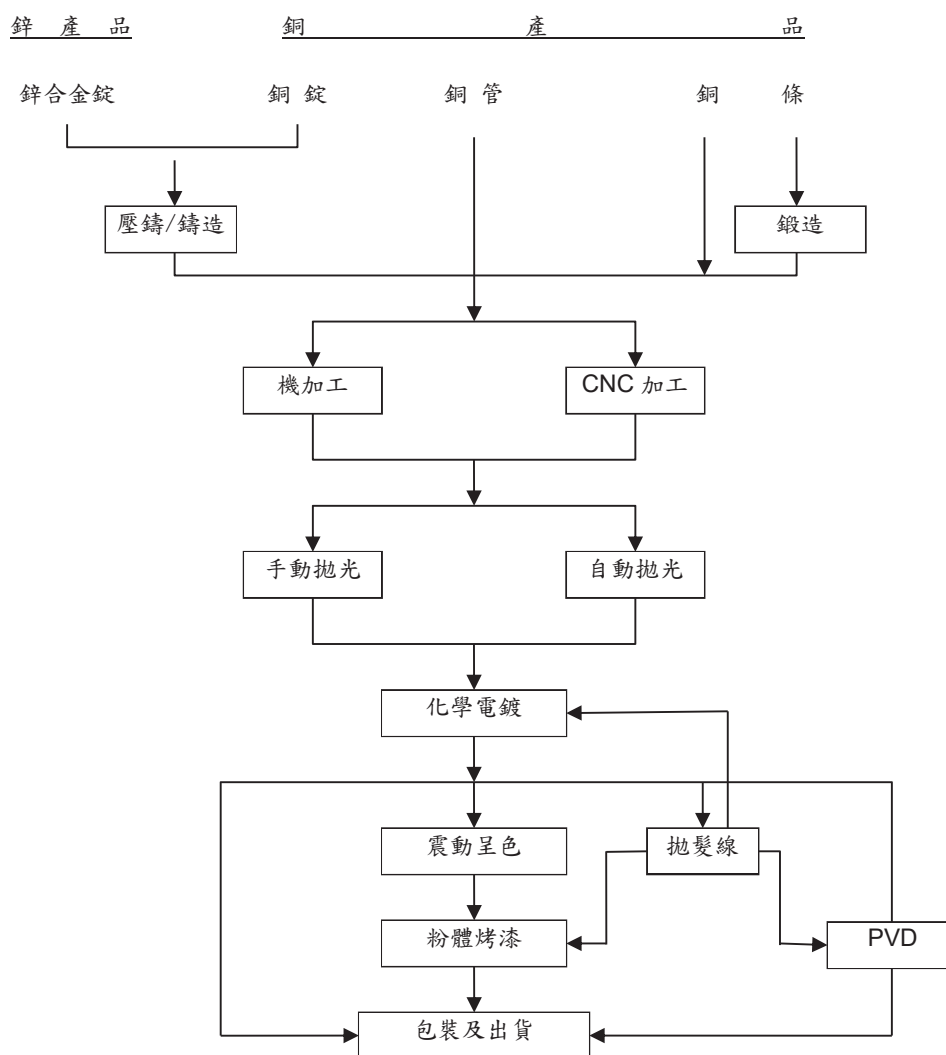 鋅產品 銅產品
鋅合金錠 銅錠 銅管 銅條
壓鑄/鑄造 鍛造
機加工 CNC 加工
手動拋光 自動拋光
化學電鍍
震動呈色 拋髮線
粉體烤漆 PVD
包裝及出貨